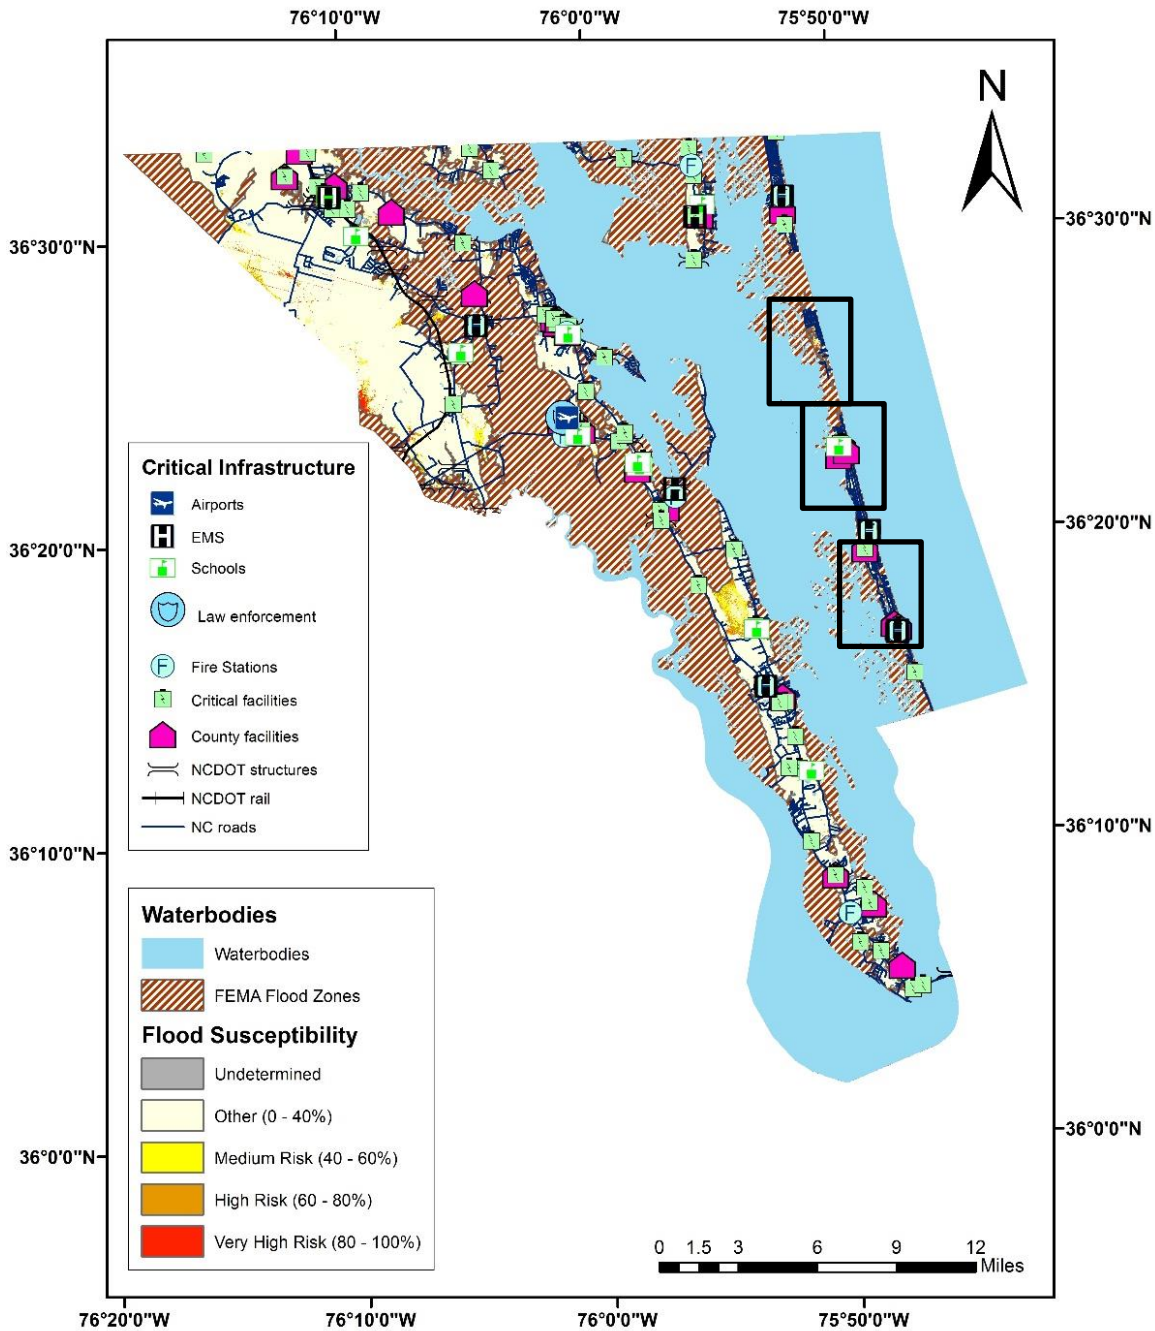 76°10'0"W 76°0'0"W 75°50'0"W
N
36°30'0"N
36°30'0"N
F
Critical Infrastructure
Airports
H EMS
Schools
Law enforcement
F Fire Stations
Critical facilities
County facilities
NCDOT structures
NCDOT rail
NC roads
36°20'0"N
36°20'0"N
36°10'0"N
36°10'0"N
F
Waterbodies
Waterbodies
FEMA Flood Zones
Flood Susceptibility
Undetermined
Other (0 - 40%)
Medium Risk (40 - 60%)
High Risk (60 - 80%)
Very High Risk (80 - 100%)
36°0'0"N
36°0'0"N
0 1.5 3 6 9 12
Miles
76°20'0"W 76°10'0"W 76°0'0"W 75°50'0"W